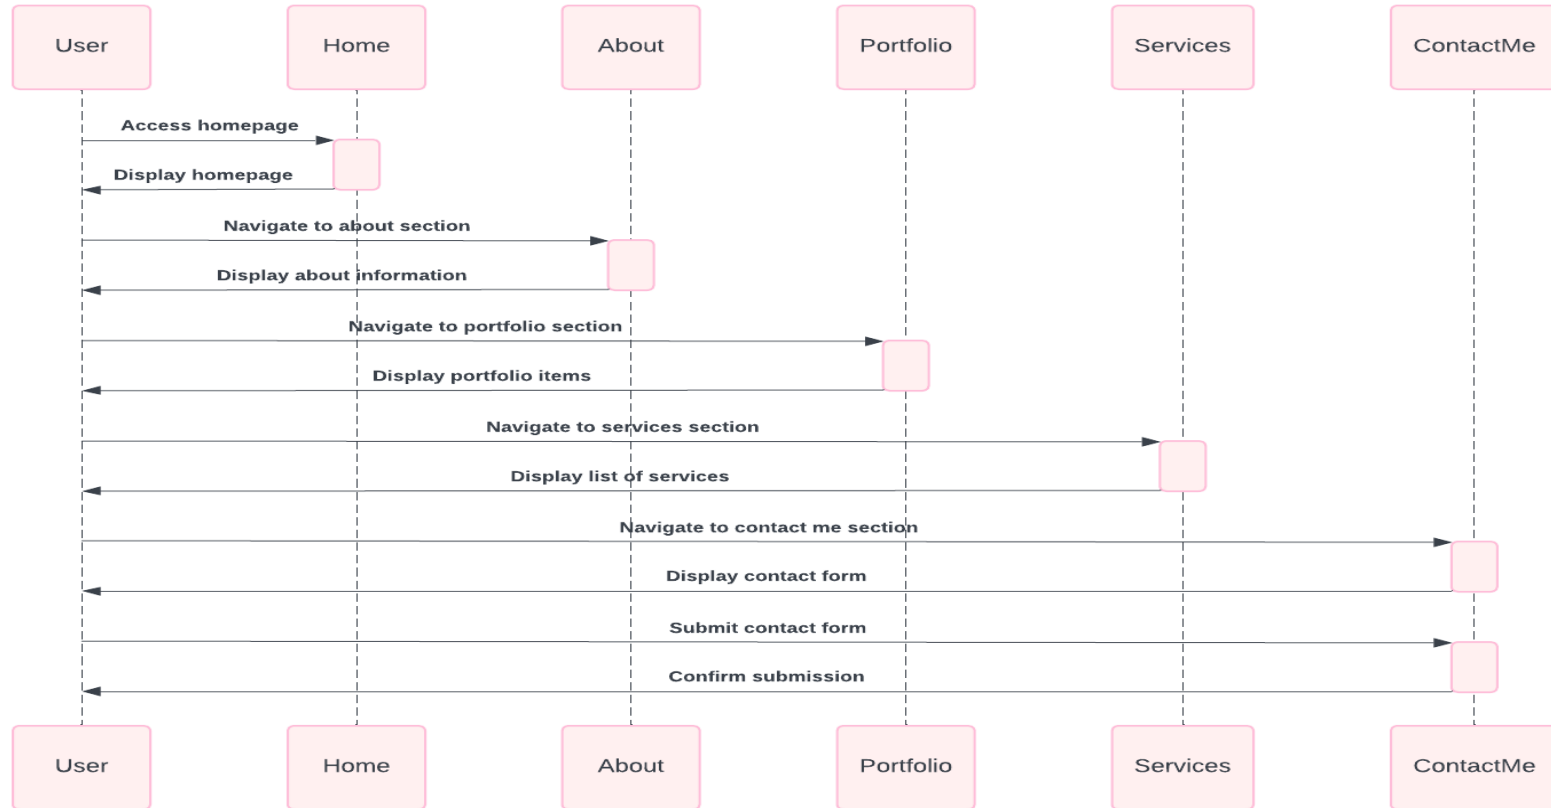 User
Home
About
Portfolio
Services
ContactMe
Access homepage
Display homepage
Navigate to about section
Display about information
Navigate to portfolio section
Display portfolio items
Navigate to services section
Display list of services
Navigate to contact me section
Display contact form
Submit contact form
Confirm submission
User
Home
About
Portfolio
Services
ContactMe